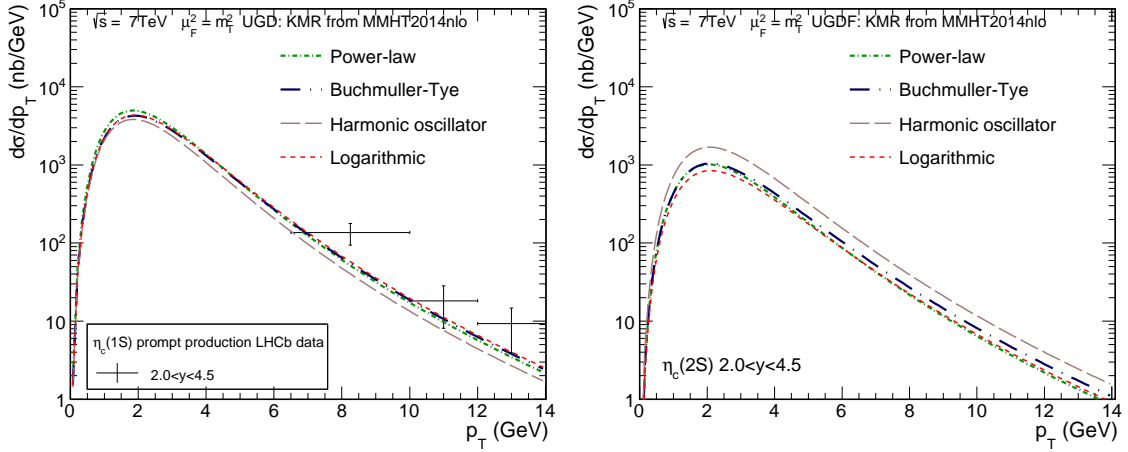 √s = 7TeV μ_F^2 = m_T^2 UGD: KMR from MMHT2014nlo
Power-law
Buchmuller-Tye
Harmonic oscillator
Logarithmic
dσ/dp_T (nb/GeV)
10^5
10^4
10^3
10^2
10
1
η_c(1S) prompt production LHCb data
2.0<y<4.5
0 2 4 6 8 10 12 14
p_T (GeV)
√s = 7TeV μ_F^2 = m_T^2 UGDF: KMR from MMHT2014nlo
Power-law
Buchmuller-Tye
Harmonic oscillator
Logarithmic
dσ/dp_T (nb/GeV)
10^5
10^4
10^3
10^2
10
1
η_c(2S) 2.0<y<4.5
0 2 4 6 8 10 12 14
p_T (GeV)